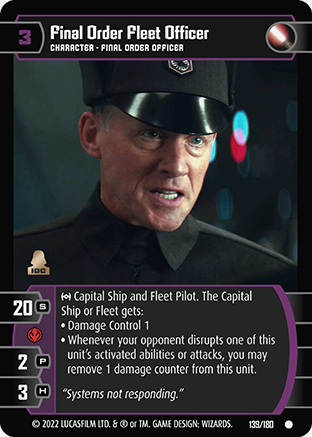 3
Final Order Fleet Officer
CHARACTER - FINAL ORDER OFFICER
IDC
20 S
2 P
3 H
Capital Ship and Fleet Pilot. The Capital
Ship or Fleet gets:
• Damage Control 1
• Whenever your opponent disrupts one of this
unit's activated abilities or attacks, you may
remove 1 damage counter from this unit.
"Systems not responding."
© 2022 LUCASFILM LTD. & ® or TM. GAME DESIGN: WIZARDS.
139/180